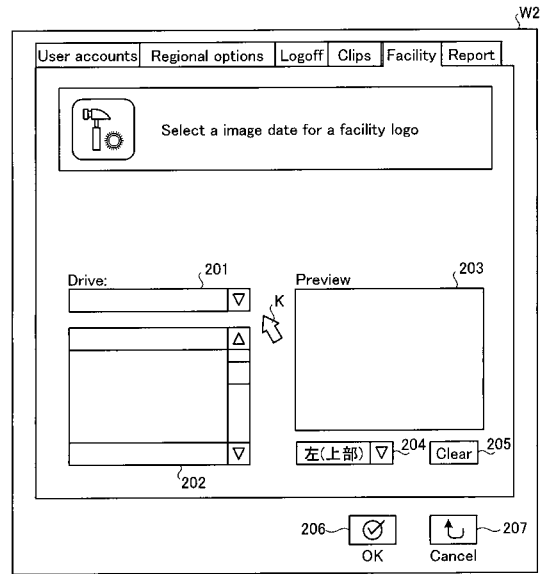 W2
User accounts Regional options Logoff Clips Facility Report
Select a image date for a facility logo
201
Drive:
K
Preview
203
202
左(上部)
204
Clear
205
206
OK
207
Cancel